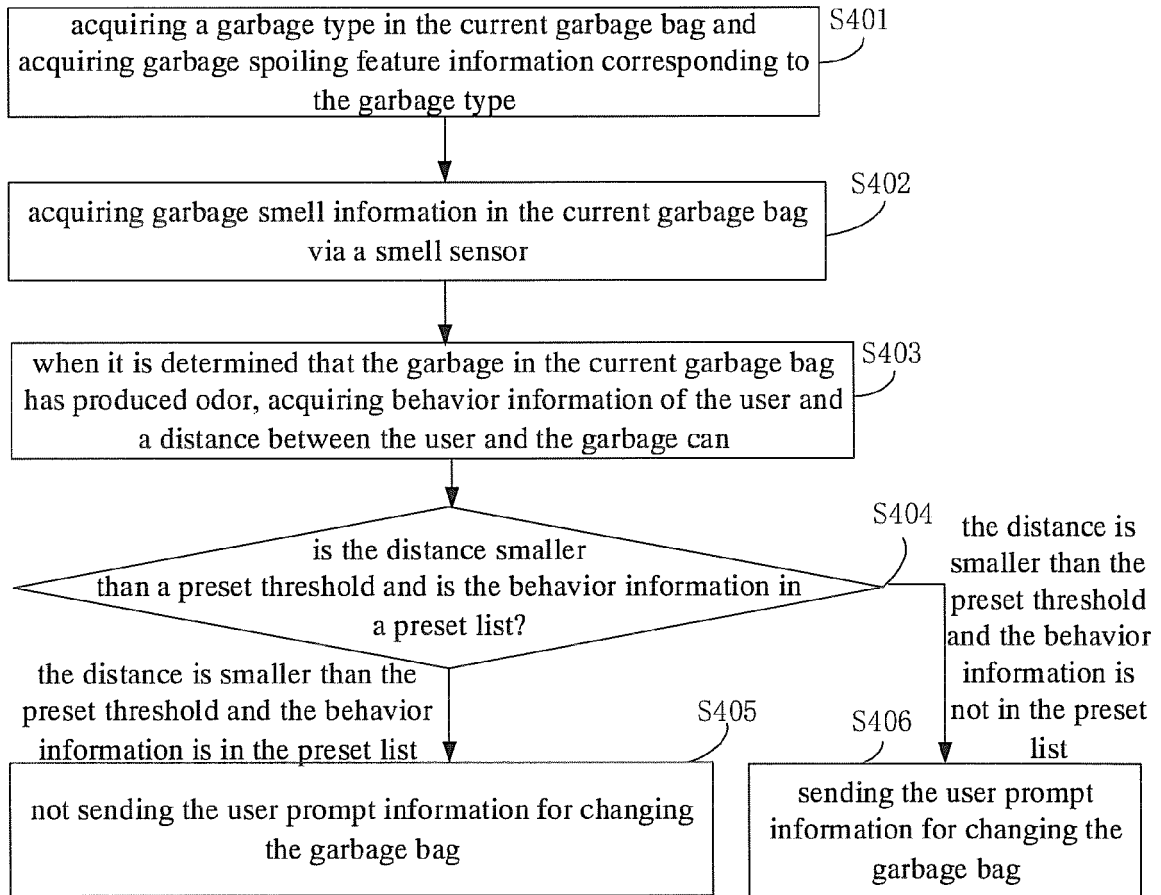 acquiring a garbage type in the current garbage bag and
acquiring garbage spoiling feature information corresponding to
the garbage type
S401
acquiring garbage smell information in the current garbage bag
via a smell sensor
S402
when it is determined that the garbage in the current garbage bag
has produced odor, acquiring behavior information of the user and
a distance between the user and the garbage can
S403
is the distance smaller
than a preset threshold and is the behavior information in
a preset list?
S404
the distance is
smaller than the
preset threshold
and the behavior
information is
not in the preset
list
the distance is smaller than the
preset threshold and the behavior
information is in the preset list
S405
not sending the user prompt information for changing
the garbage bag
S406
sending the user prompt
information for changing the
garbage bag